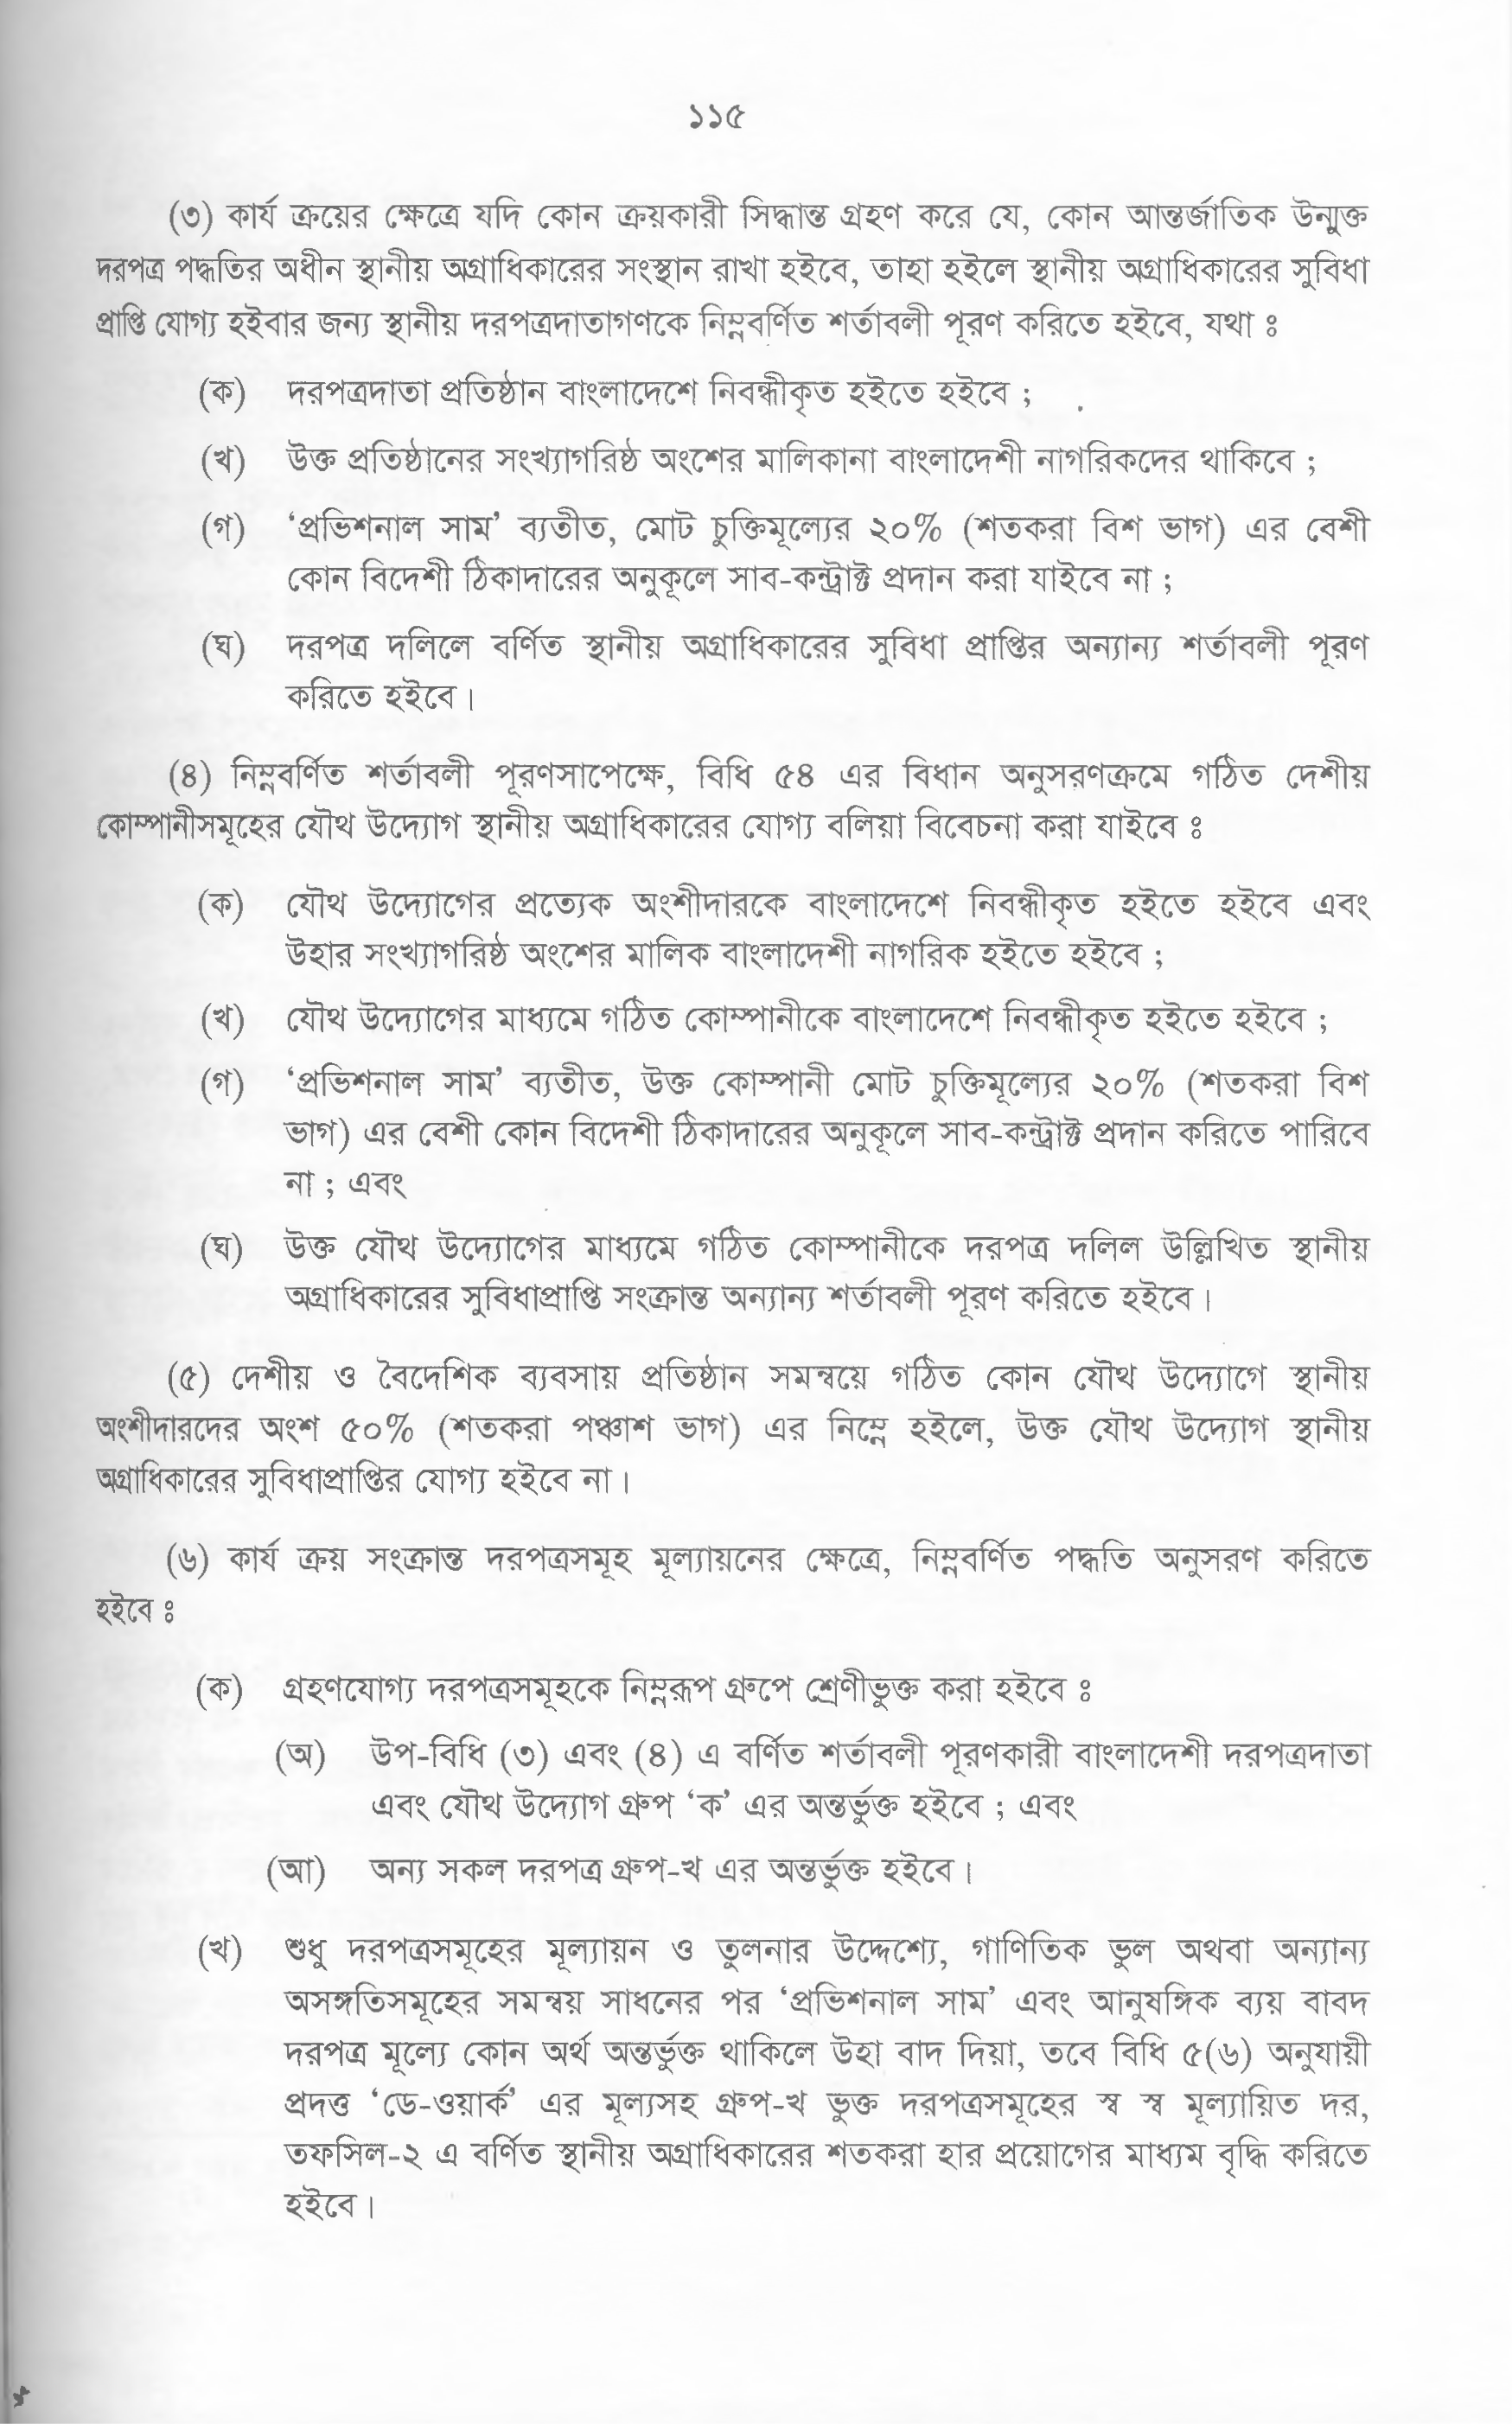 ১১৫
(৩) কার্য ক্রয়ের ক্ষেত্রে যদি কোন ক্রয়কারী সিদ্ধান্ত গ্রহণ করে যে, কোন আন্তর্জাতিক উন্মুক্ত
দরপত্র পদ্ধতির অধীন স্থানীয় অগ্রাধিকারের সংস্থান রাখা হইবে, তাহা হইলে স্থানীয় অগ্রাধিকারের সুবিধা
প্রাপ্তি যোগ্য হইবার জন্য স্থানীয় দরপত্রদাতাগণকে নিম্নবর্ণিত শর্তাবলী পূরণ করিতে হইবে, যথা ঃ
(ক) দরপত্রদাতা প্রতিষ্ঠান বাংলাদেশে নিবন্ধীকৃত হইতে হইবে ;
(খ) উক্ত প্রতিষ্ঠানের সংখ্যাগরিষ্ঠ অংশের মালিকানা বাংলাদেশী নাগরিকদের থাকিবে ;
(গ) ‘প্রভিশনাল সাম’ ব্যতীত, মোট চুক্তিমূল্যের ২০% (শতকরা বিশ ভাগ) এর বেশী
কোন বিদেশী ঠিকাদারের অনুকূলে সাব-কন্ট্রাক্ট প্রদান করা যাইবে না ;
(ঘ) দরপত্র দলিলে বর্ণিত স্থানীয় অগ্রাধিকারের সুবিধা প্রাপ্তির অন্যান্য শর্তাবলী পূরণ
করিতে হইবে।
(৪) নিম্নবর্ণিত শর্তাবলী পূরণসাপেক্ষে, বিধি ৫৪ এর বিধান অনুসরণক্রমে গঠিত দেশীয়
কোম্পানীসমূহের যৌথ উদ্যোগ স্থানীয় অগ্রাধিকারের যোগ্য বলিয়া বিবেচনা করা যাইবে ঃ
(ক) যৌথ উদ্যোগের প্রত্যেক অংশীদারকে বাংলাদেশে নিবন্ধীকৃত হইতে হইবে এবং
উহার সংখ্যাগরিষ্ঠ অংশের মালিক বাংলাদেশী নাগরিক হইতে হইবে ;
(খ) যৌথ উদ্যোগের মাধ্যমে গঠিত কোম্পানীকে বাংলাদেশে নিবন্ধীকৃত হইতে হইবে ;
(গ) ‘প্রভিশনাল সাম’ ব্যতীত, উক্ত কোম্পানী মোট চুক্তিমূল্যের ২০% (শতকরা বিশ
ভাগ) এর বেশী কোন বিদেশী ঠিকাদারের অনুকূলে সাব-কন্ট্রাক্ট প্রদান করিতে পারিবে
না ; এবং
(ঘ) উক্ত যৌথ উদ্যোগের মাধ্যমে গঠিত কোম্পানীকে দরপত্র দলিল উল্লিখিত স্থানীয়
অগ্রাধিকারের সুবিধাপ্রাপ্তি সংক্রান্ত অন্যান্য শর্তাবলী পূরণ করিতে হইবে।
(৫) দেশীয় ও বৈদেশিক ব্যবসায় প্রতিষ্ঠান সমন্বয়ে গঠিত কোন যৌথ উদ্যোগে স্থানীয়
অংশীদারদের অংশ ৫০% (শতকরা পঞ্চাশ ভাগ) এর নিম্নে হইলে, উক্ত যৌথ উদ্যোগ স্থানীয়
অগ্রাধিকারের সুবিধাপ্রাপ্তির যোগ্য হইবে না।
(৬) কার্য ক্রয় সংক্রান্ত দরপত্রসমূহ মূল্যায়নের ক্ষেত্রে, নিম্নবর্ণিত পদ্ধতি অনুসরণ করিতে
হইবে ঃ
(ক) গ্রহণযোগ্য দরপত্রসমূহকে নিম্নরূপ গ্রুপে শ্রেণীভুক্ত করা হইবে ঃ
(অ) উপ-বিধি (৩) এবং (৪) এ বর্ণিত শর্তাবলী পূরণকারী বাংলাদেশী দরপত্রদাতা
এবং যৌথ উদ্যোগ গ্রুপ ‘ক’ এর অন্তর্ভুক্ত হইবে ; এবং
(আ) অন্য সকল দরপত্র গ্রুপ-খ এর অন্তর্ভুক্ত হইবে।
(খ) শুধু দরপত্রসমূহের মূল্যায়ন ও তুলনার উদ্দেশ্যে, গাণিতিক ভুল অথবা অন্যান্য
অসঙ্গতিসমূহের সমন্বয় সাধনের পর ‘প্রভিশনাল সাম’ এবং আনুষঙ্গিক ব্যয় বাবদ
দরপত্র মূল্যে কোন অর্থ অন্তর্ভুক্ত থাকিলে উহা বাদ দিয়া, তবে বিধি ৫(৬) অনুযায়ী
প্রদত্ত ‘ডে-ওয়ার্ক’ এর মূল্যসহ গ্রুপ-খ ভুক্ত দরপত্রসমূহের স্ব স্ব মূল্যায়িত দর,
তফসিল-২ এ বর্ণিত স্থানীয় অগ্রাধিকারের শতকরা হার প্রয়োগের মাধ্যম বৃদ্ধি করিতে
হইবে।